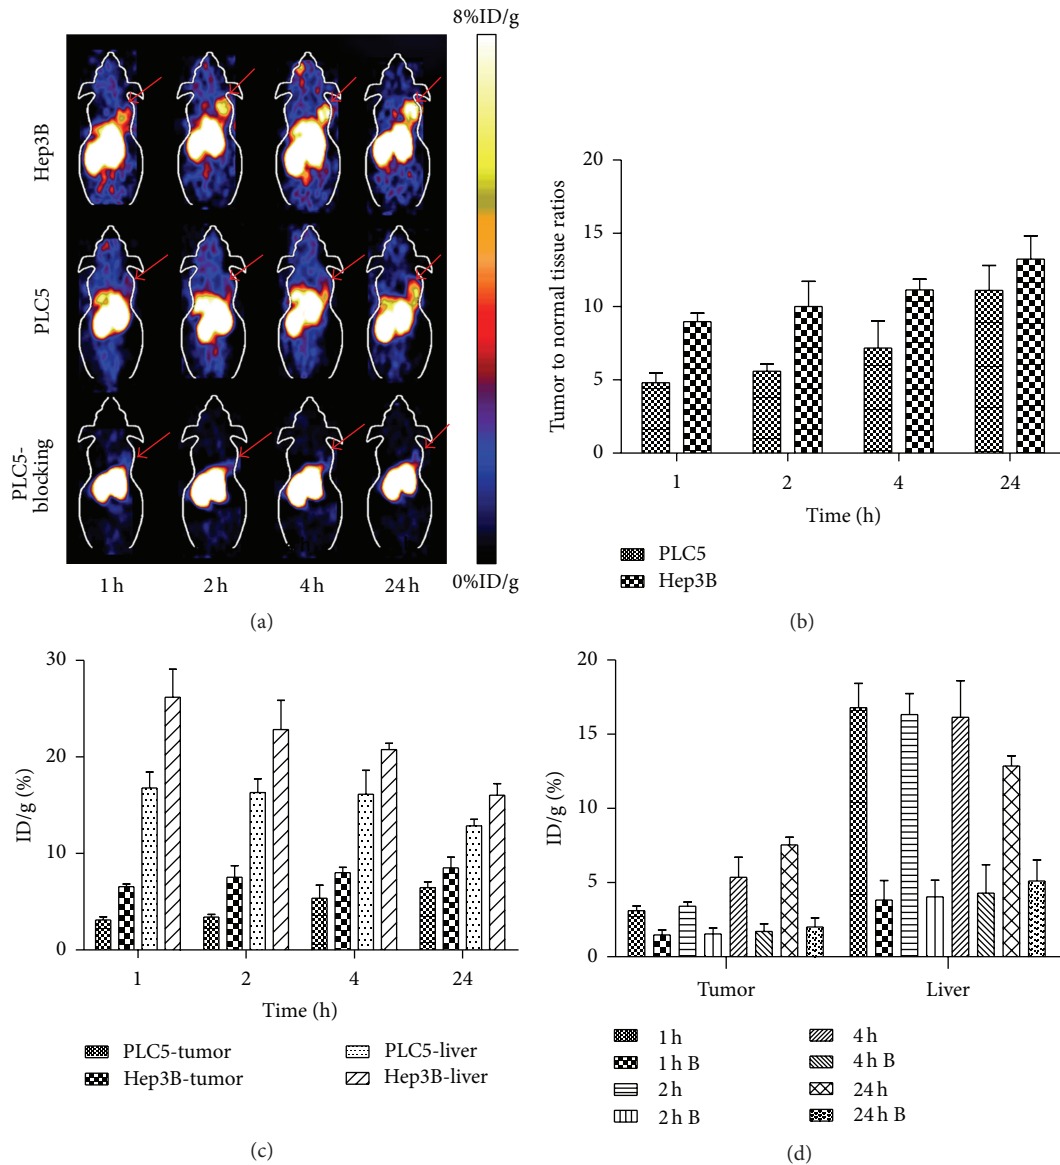 8%ID/g
Hep3B
PLC5
PLC5-
blocking
1 h
2 h
4 h
24 h
0%ID/g
(a)
Tumor to normal tissue ratios
20
15
10
5
0
1
2
4
24
Time (h)
PLC5
Hep3B
(b)
ID/g (%)
30
20
10
0
1
2
4
24
Time (h)
PLC5-tumor
Hep3B-tumor
PLC5-liver
Hep3B-liver
(c)
ID/g (%)
20
15
10
5
0
Tumor
Liver
1 h
1 h B
2 h
2 h B
4 h
4 h B
24 h
24 h B
(d)